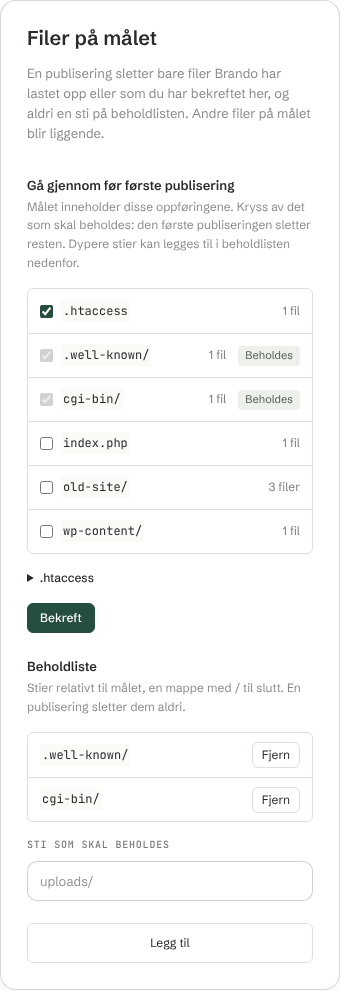 Filer på målet
En publisering sletter bare filer Brando har
lastet opp eller som du har bekreftet her, og
aldri en sti på beholdlisten. Andre filer på målet
blir liggende.
Gå gjennom før første publisering
Målet inneholder disse oppføringene. Kryss av det
som skal beholdes: den første publiseringen sletter
resten. Dypere stier kan legges til i beholdlisten
nedenfor.
.htaccess 1 fil
.well-known/ 1 fil Beholdes
cgi-bin/ 1 fil Beholdes
index.php 1 fil
old-site/ 3 filer
wp-content/ 1 fil
.htaccess
Bekreft
Beholdliste
Stier relativt til målet, en mappe med / til slutt. En
publisering sletter dem aldri.
.well-known/ Fjern
cgi-bin/ Fjern
STI SOM SKAL BEHOLDES
uploads/
Legg til